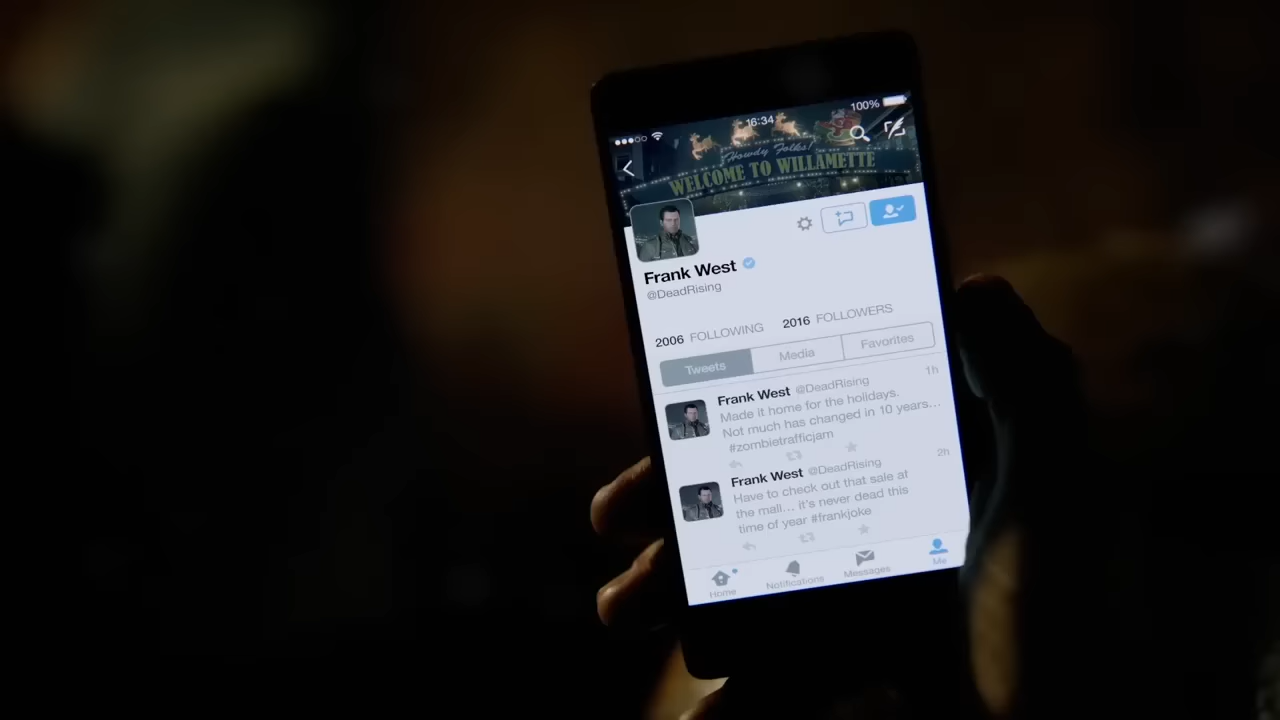 16:34
100%
Howdy Folks!
WELCOME TO WILLAMETTE
Frank West
@DeadRising
2006 FOLLOWING 2016 FOLLOWERS
Tweets Media Favorites
Frank West @DeadRising 1h
Made it home for the holidays.
Not much has changed in 10 years...
#zombietrafficjam
Frank West @DeadRising 2h
Have to check out that sale at
the mall... it's never dead this
time of year #frankjoke
Home Notifications Messages Me